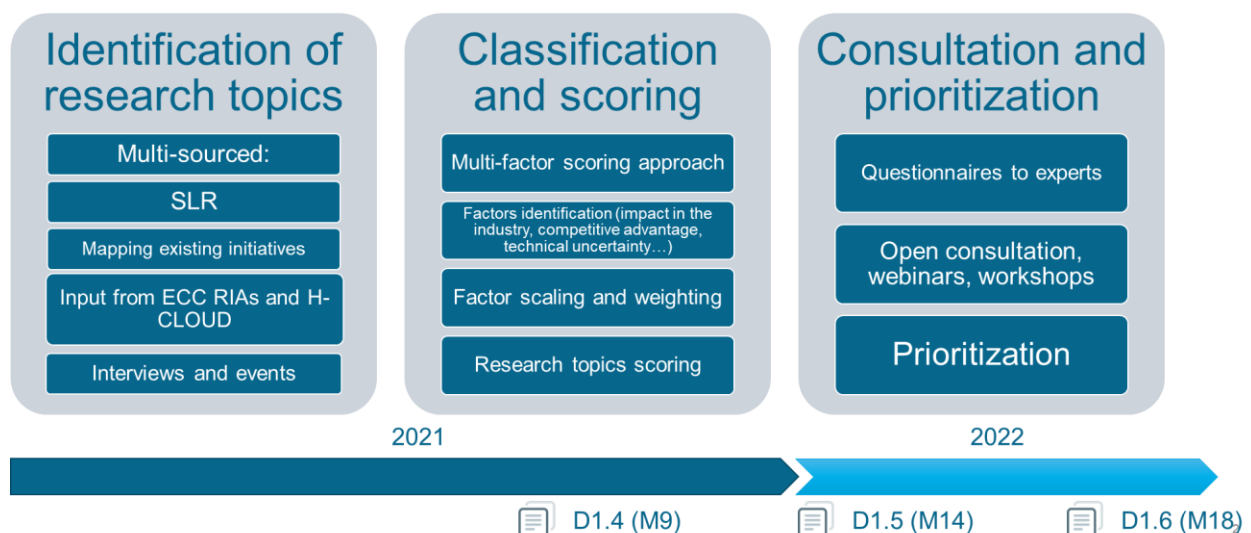 Identification of
research topics
Multi-sourced:
SLR
Mapping existing initiatives
Input from ECC RIAs and H-
CLOUD
Interviews and events
Classification
and scoring
Multi-factor scoring approach
Factors identification (impact in the
industry, competitive advantage,
technical uncertainty…)
Factor scaling and weighting
Research topics scoring
Consultation and
prioritization
Questionnaires to experts
Open consultation,
webinars, workshops
Prioritization
2021
2022
D1.4 (M9)
D1.5 (M14)
D1.6 (M18)